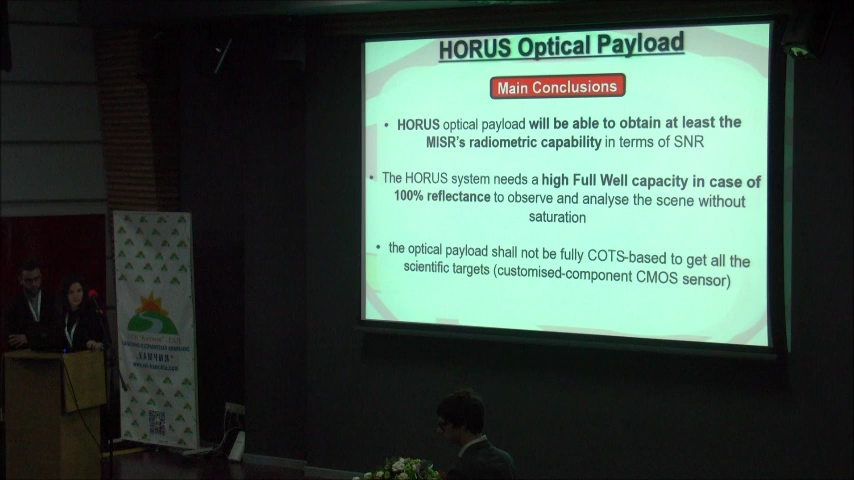 HORUS Optical Payload
Main Conclusions
• HORUS optical payload will be able to obtain at least the
MISR's radiometric capability in terms of SNR
• The HORUS system needs a high Full Well capacity in case of
100% reflectance to observe and analyse the scene without
saturation
• the optical payload shall not be fully COTS-based to get all the
scientific targets (customised-component CMOS sensor)